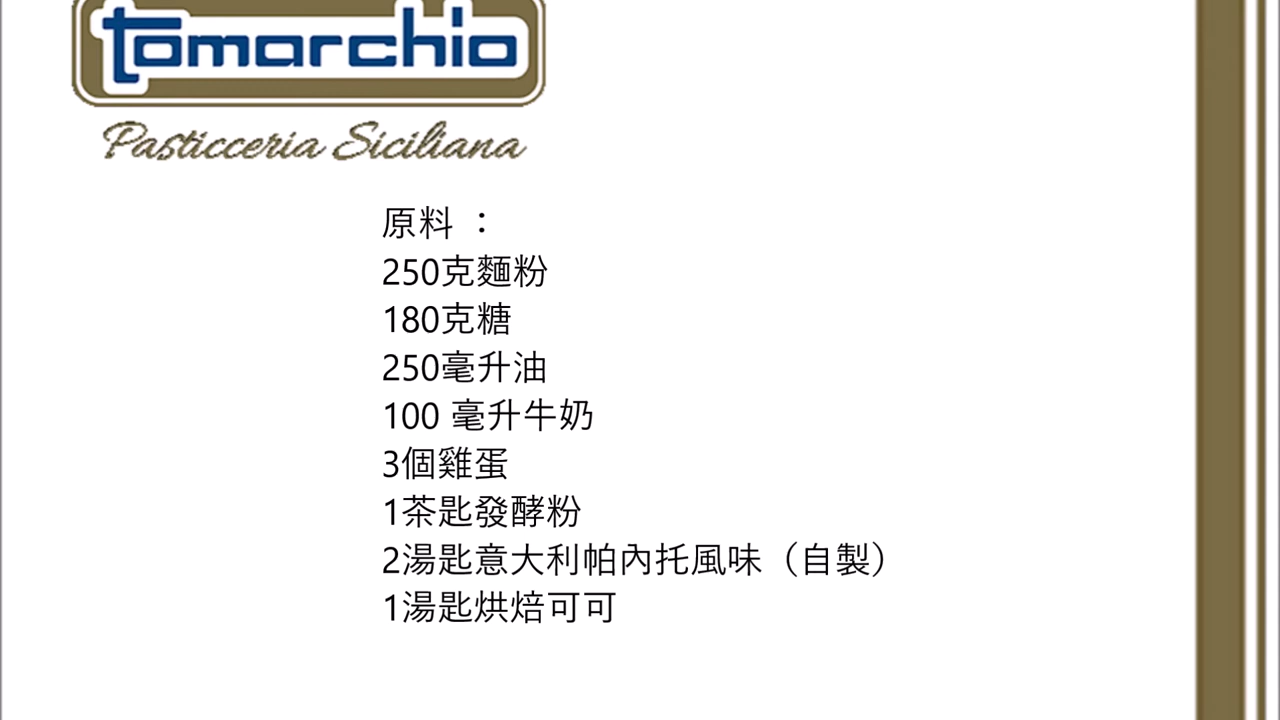 tomarchio
Pasticceria Siciliana
原料 ：
250克麵粉
180克糖
250毫升油
100 毫升牛奶
3個雞蛋
1茶匙發酵粉
2湯匙意大利帕內托風味（自製）
1湯匙烘焙可可